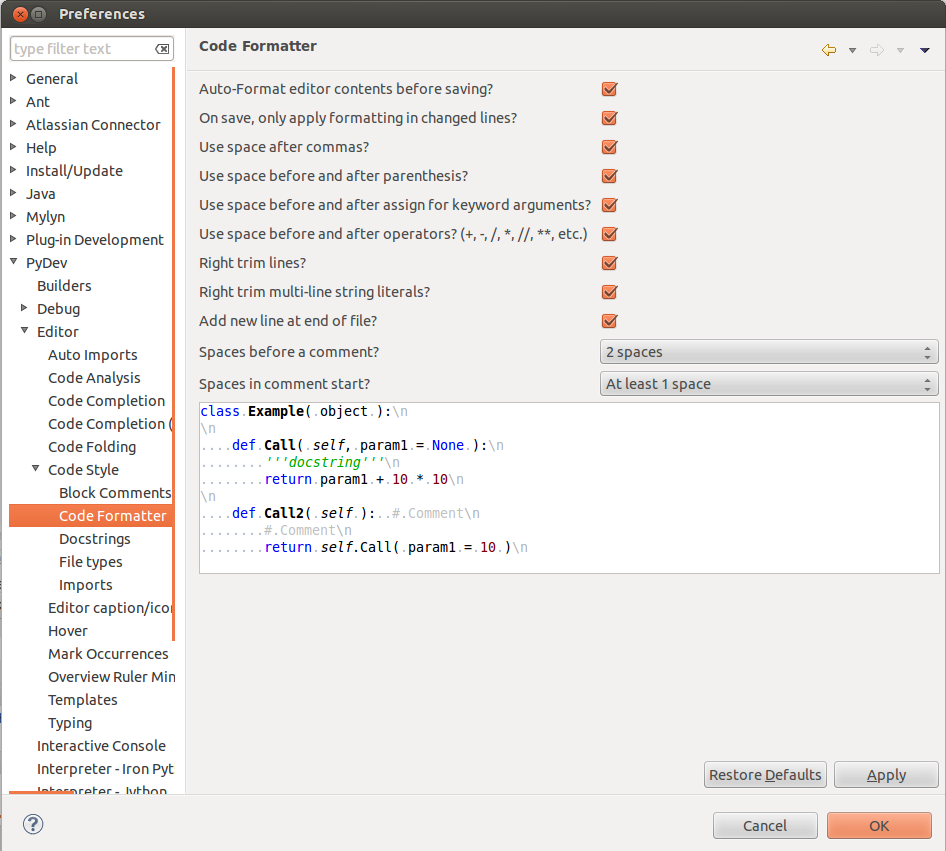 Preferences
type filter text
General
Ant
Atlassian Connector
Help
Install/Update
Java
Mylyn
Plug-in Development
PyDev
Builders
Debug
Editor
Auto Imports
Code Analysis
Code Completion
Code Completion (
Code Folding
Code Style
Block Comments
Code Formatter
Docstrings
File types
Imports
Editor caption/icon
Hover
Mark Occurrences
Overview Ruler Min
Templates
Typing
Interactive Console
Interpreter - Iron Pyt
Interpreter - Jython
Code Formatter
Auto-Format editor contents before saving?
On save, only apply formatting in changed lines?
Use space after commas?
Use space before and after parenthesis?
Use space before and after assign for keyword arguments?
Use space before and after operators? (+, -, /, *, //, **, etc.)
Right trim lines?
Right trim multi-line string literals?
Add new line at end of file?
Spaces before a comment? 2 spaces
Spaces in comment start? At least 1 space
class.Example(.object.):\n
\n
....def.Call(.self,.param1.=.None.):\n
........'''docstring'''\n
........return.param1.+.10.*.10\n
\n
....def.Call2(.self.):..#.Comment\n
........#.Comment\n
........return.self.Call(.param1.=.10.)\n
Restore Defaults Apply
? Cancel OK